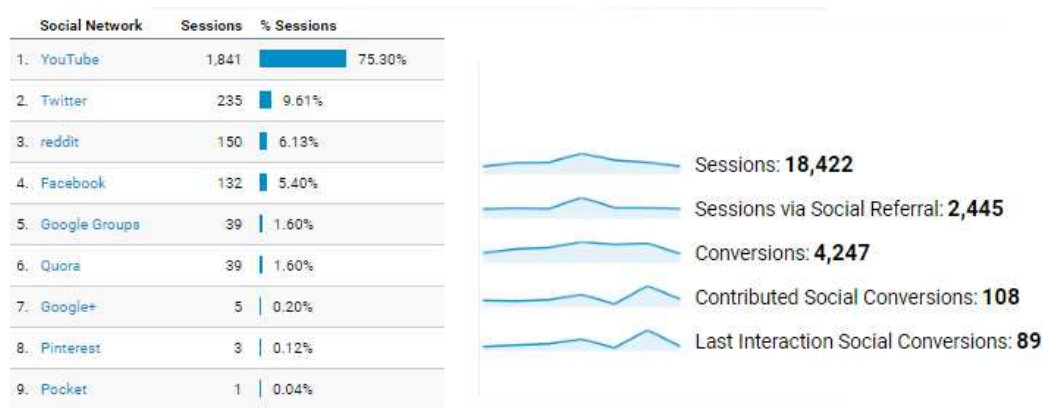 Social Network Sessions % Sessions
1. YouTube 1,841 75.30%
2. Twitter 235 9.61%
3. reddit 150 6.13%
4. Facebook 132 5.40%
5. Google Groups 39 1.60%
6. Quora 39 1.60%
7. Google+ 5 0.20%
8. Pinterest 3 0.12%
9. Pocket 1 0.04%
Sessions: 18,422
Sessions via Social Referral: 2,445
Conversions: 4,247
Contributed Social Conversions: 108
Last Interaction Social Conversions: 89